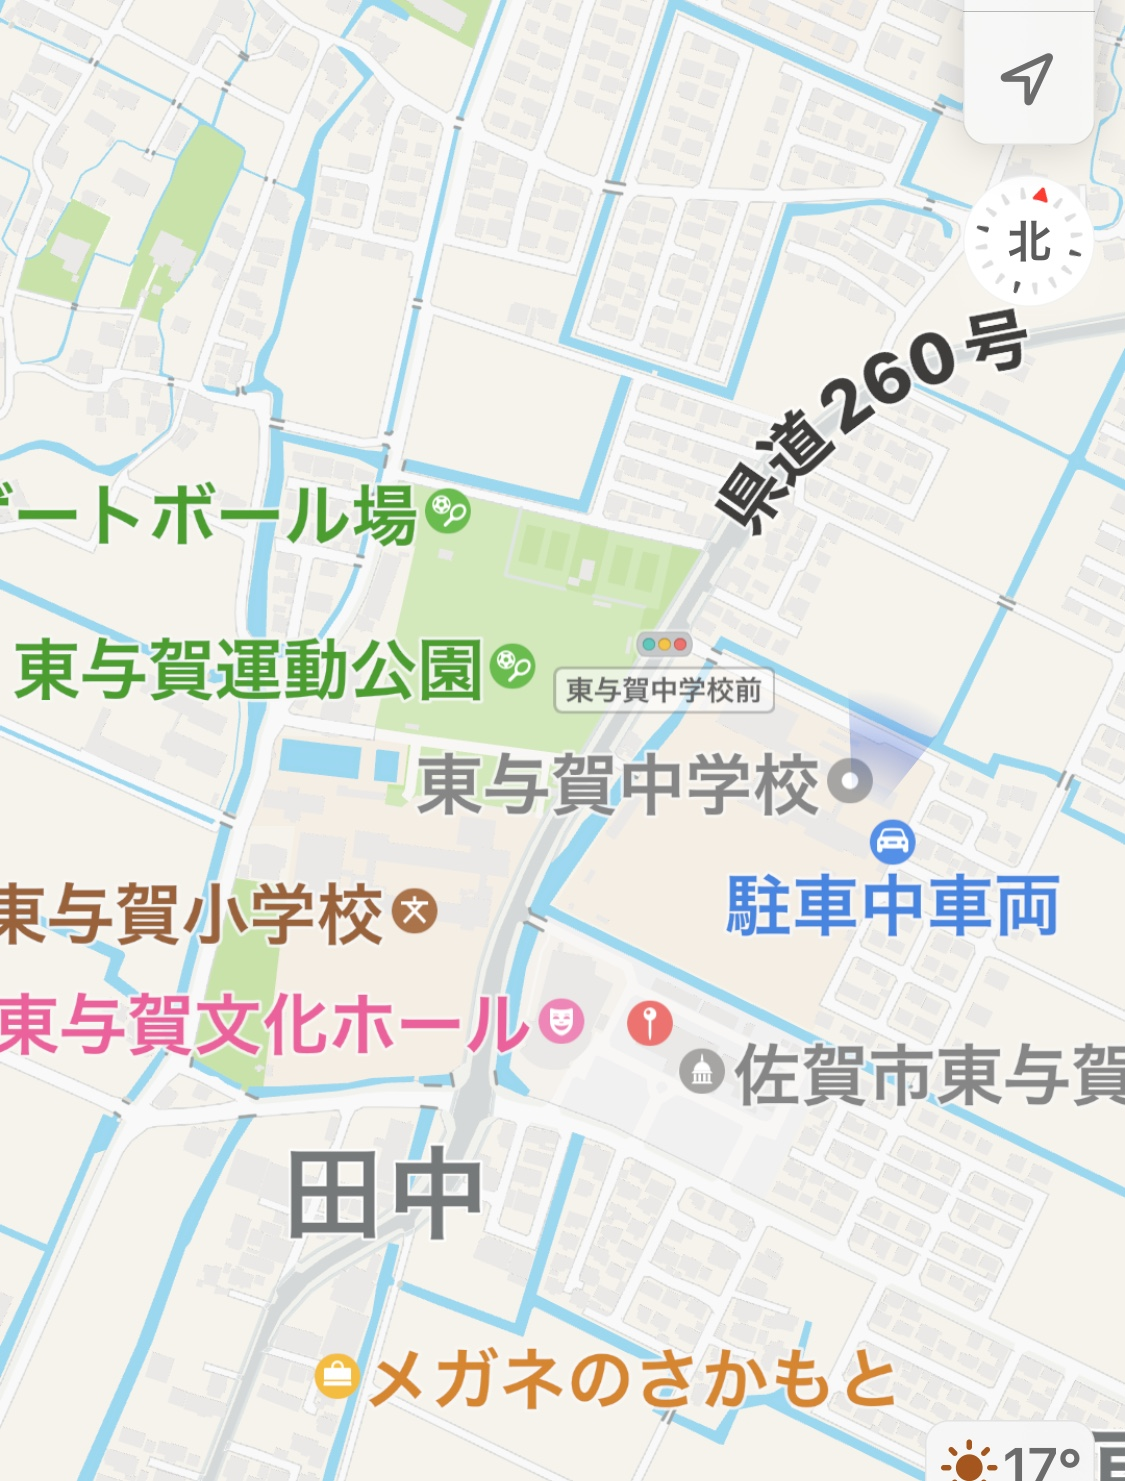 北
県道260号
ゲートボール場
東与賀運動公園
東与賀中学校前
東与賀中学校
駐車中車両
東与賀小学校
東与賀文化ホール
佐賀市東与賀
田中
メガネのさかもと
17°